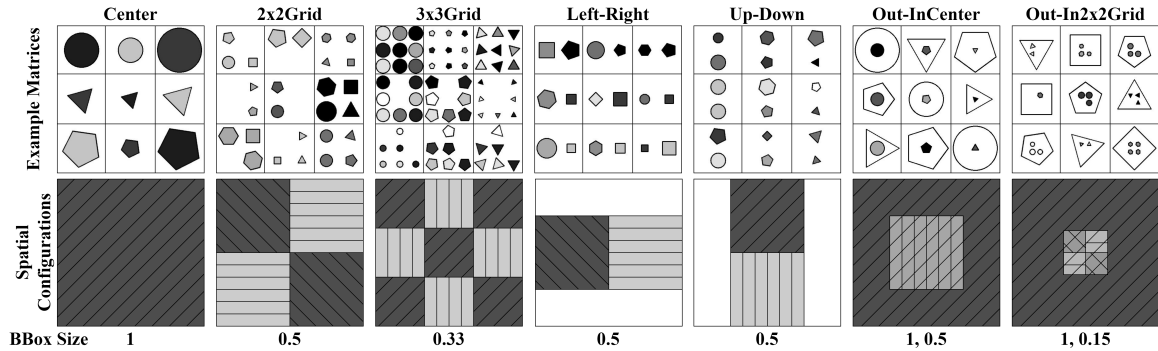 Center 2x2Grid 3x3Grid Left-Right Up-Down Out-InCenter Out-In2x2Grid
Example Matrices
Spatial
Configurations
BBox Size 1 0.5 0.33 0.5 0.5 1, 0.5 1, 0.15